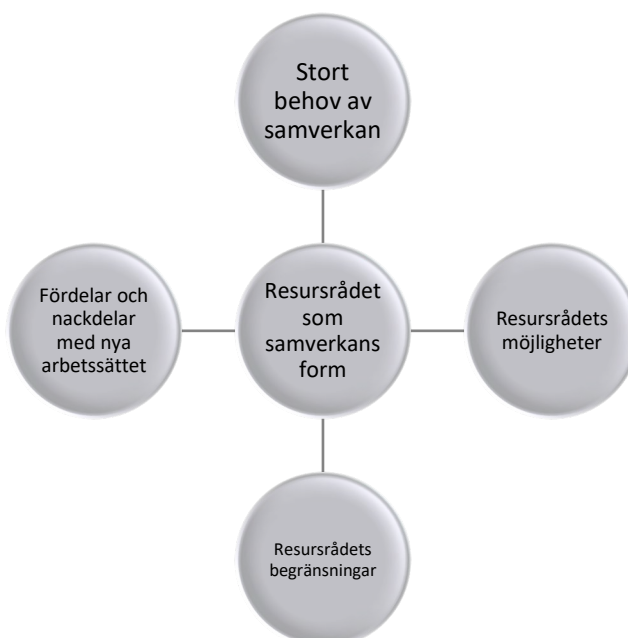 Stort
behov av
samverkan
Fördelar och
nackdelar
med nya
arbetssättet
Resursrådet
som
samverkans
form
Resursrådets
möjligheter
Resursrådets
begränsningar